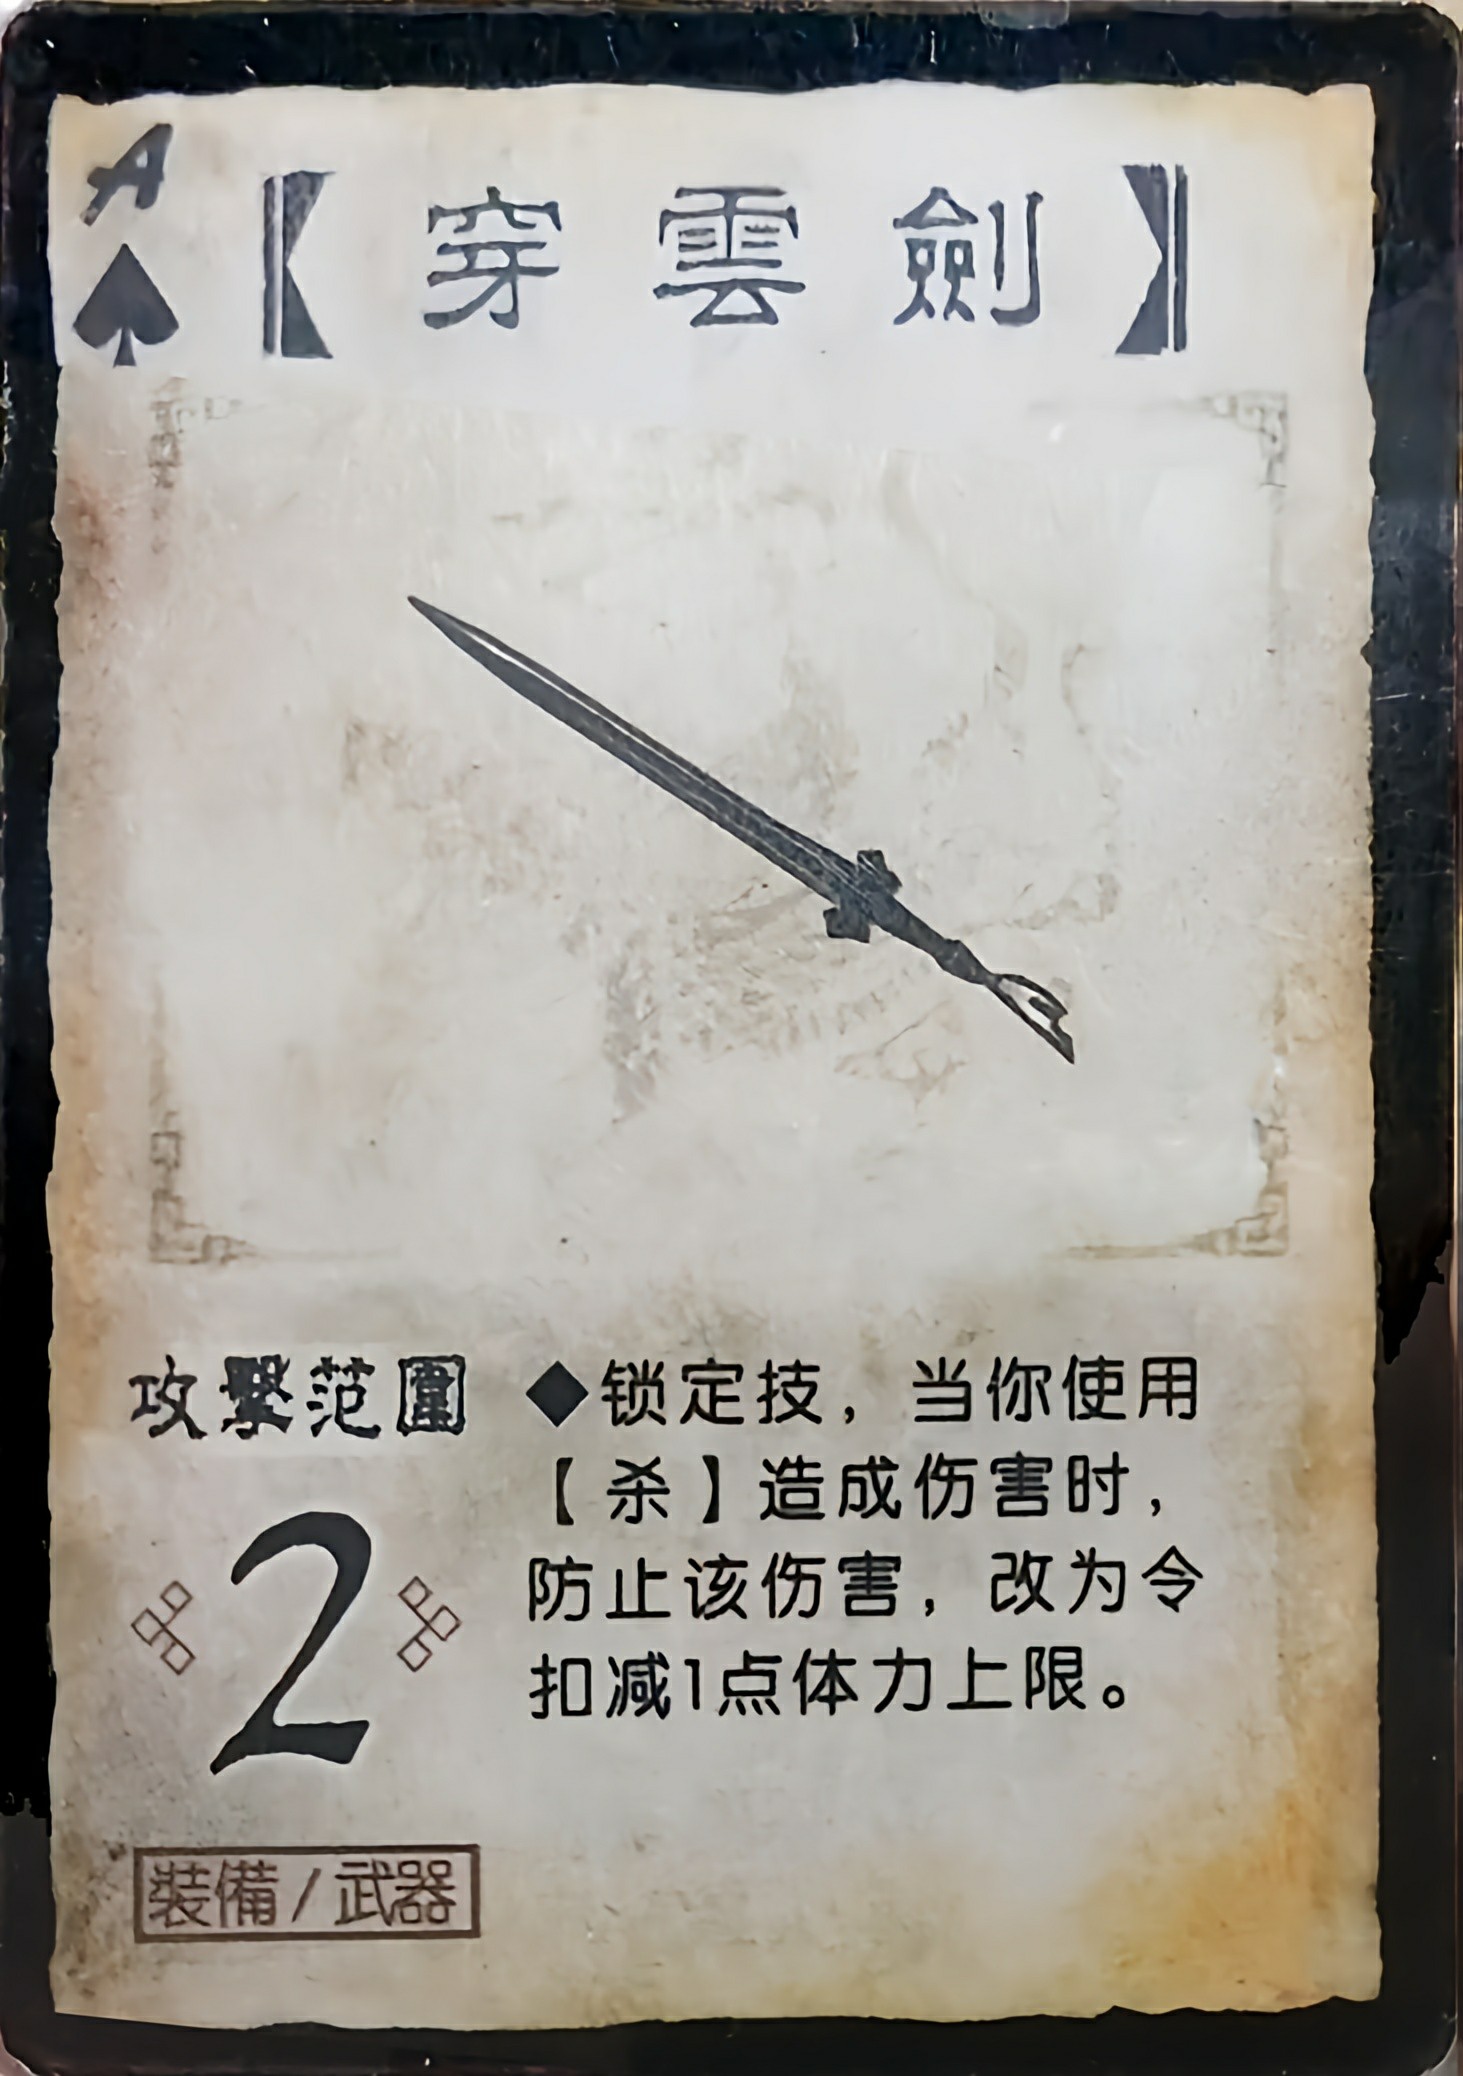 A
【穿雲劍】
攻擊范圍
2
◆锁定技，当你使用
【杀】造成伤害时，
防止该伤害，改为令
扣减1点体力上限。
裝備/武器